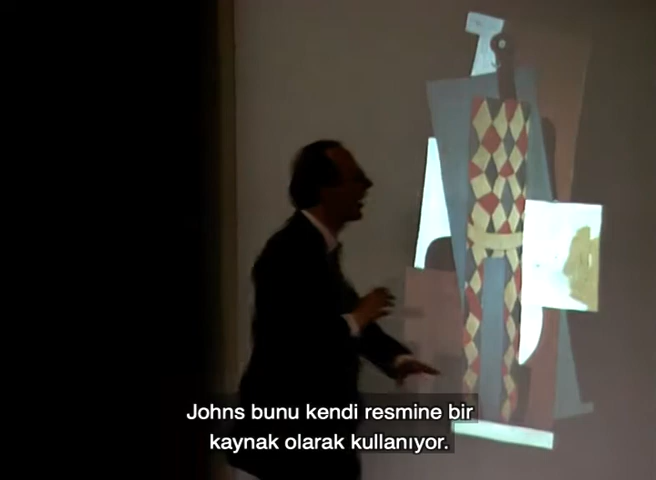 Johns bunu kendi resmine bir
kaynak olarak kullanıyor.